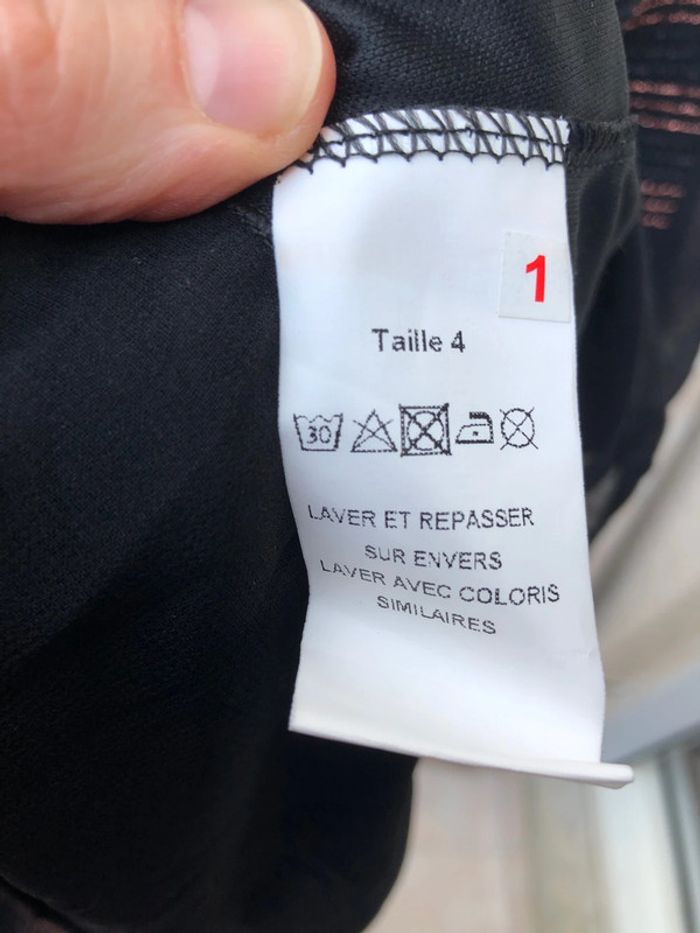 1
Taille 4
30
LAVER ET REPASSER
SUR ENVERS
LAVER AVEC COLORIS
SIMILAIRES